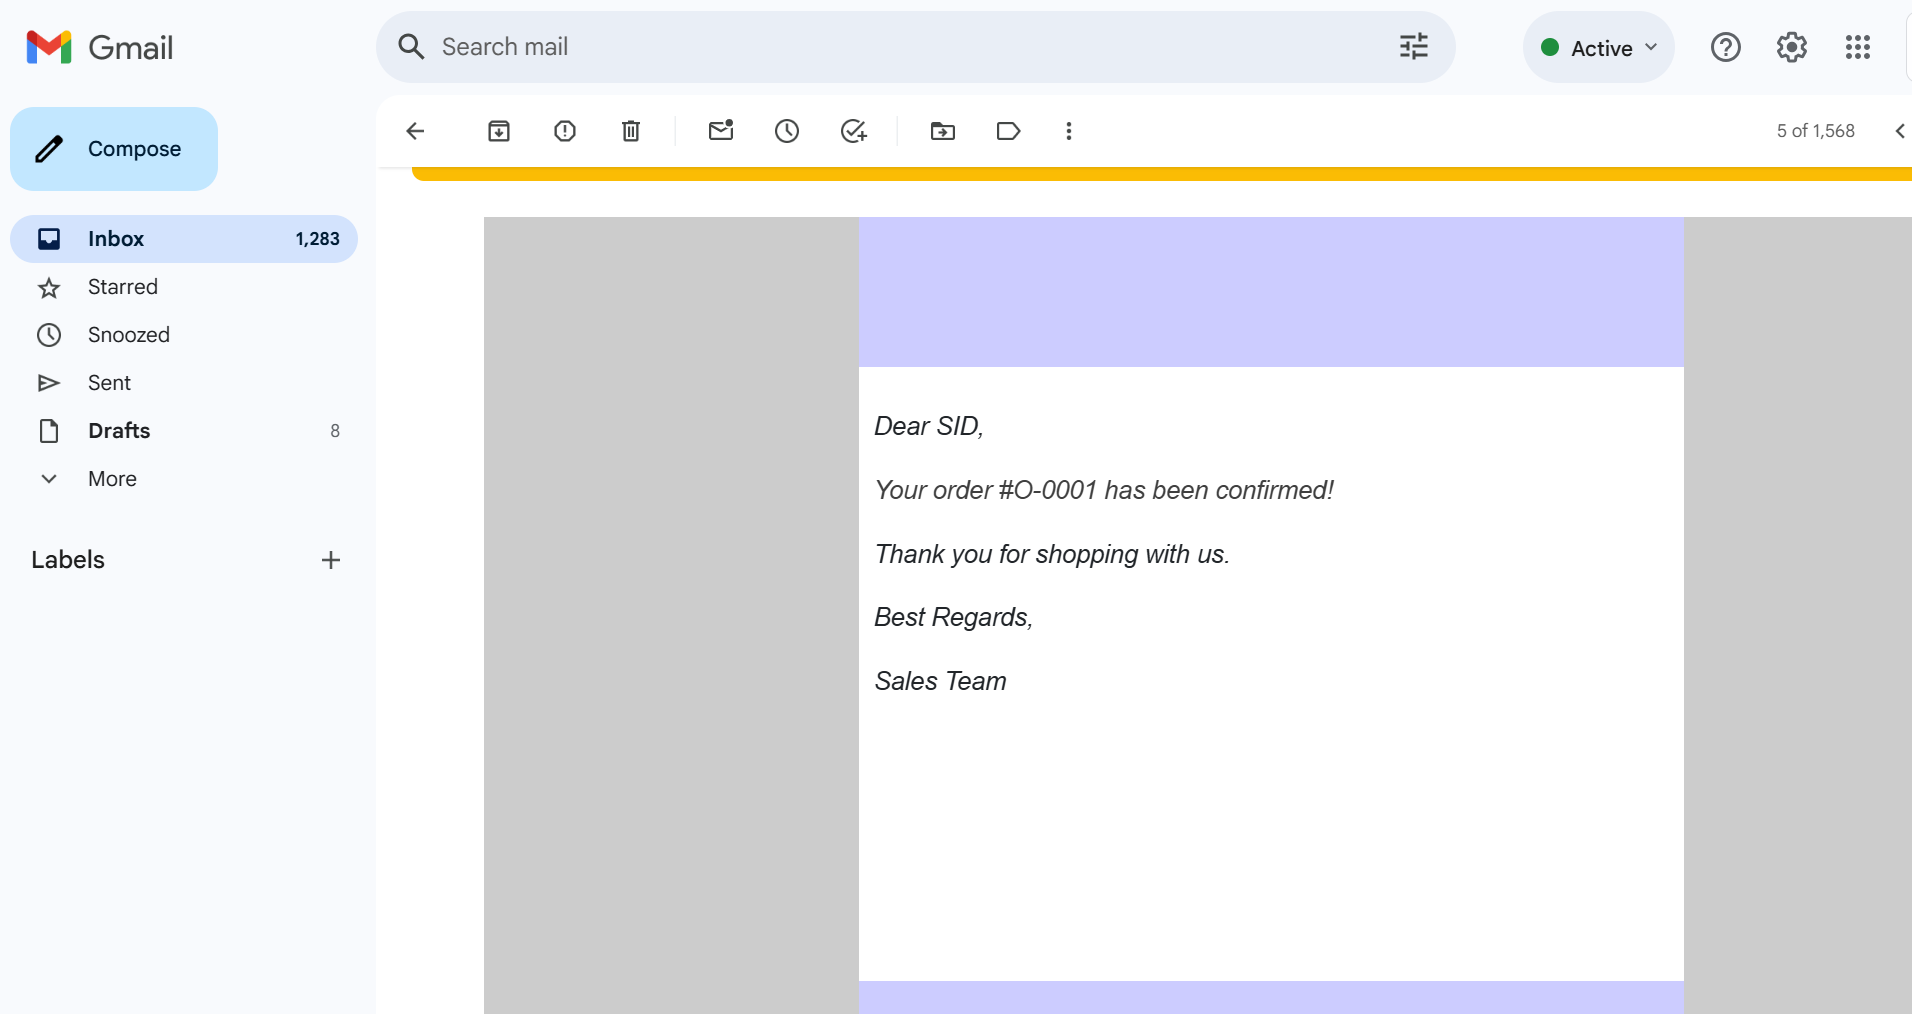 Gmail
Search mail
Active
Compose
5 of 1,568
Inbox 1,283
Starred
Snoozed
Sent
Drafts 8
More
Labels
Dear SID,
Your order #O-0001 has been confirmed!
Thank you for shopping with us.
Best Regards,
Sales Team